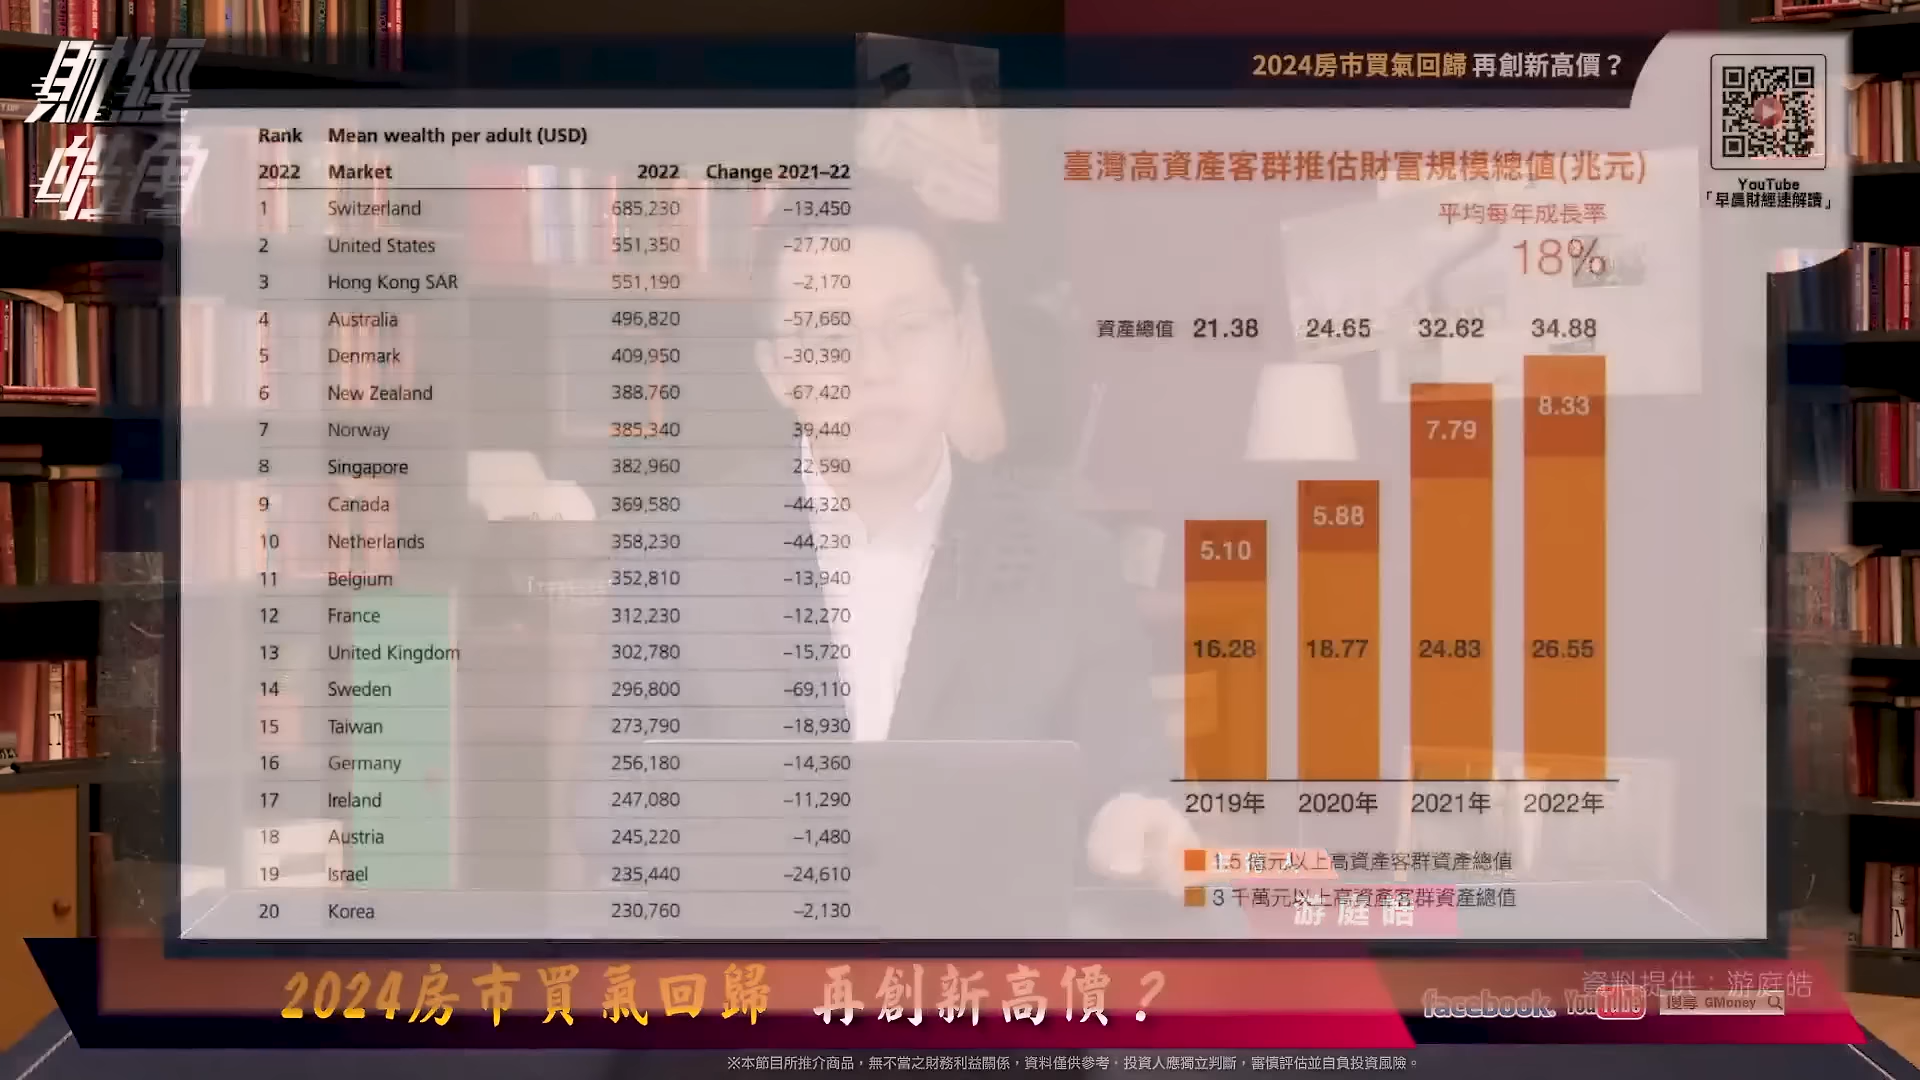 財經
皓角
2024房市買氣回歸 再創新高價？
YouTube
「早晨財經速解讀」
Rank Mean wealth per adult (USD)
2022 Market 2022 Change 2021–22
1 Switzerland 685,230 –13,450
2 United States 551,350 –27,700
3 Hong Kong SAR 551,190 –2,170
4 Australia 496,820 –57,660
5 Denmark 409,950 –30,390
6 New Zealand 388,760 –67,420
7 Norway 385,340 39,440
8 Singapore 382,960 22,590
9 Canada 369,580 –44,320
10 Netherlands 358,230 –44,230
11 Belgium 352,810 –13,940
12 France 312,230 –12,270
13 United Kingdom 302,780 –15,720
14 Sweden 296,800 –69,110
15 Taiwan 273,790 –18,930
16 Germany 256,180 –14,360
17 Ireland 247,080 –11,290
18 Austria 245,220 –1,480
19 Israel 235,440 –24,610
20 Korea 230,760 –2,130
臺灣高資產客群推估財富規模總值(兆元)
平均每年成長率
18%
資產總值 21.38 24.65 32.62 34.88
5.10 5.88 7.79 8.33
16.28 18.77 24.83 26.55
2019年 2020年 2021年 2022年
1.5 億元以上高資產客群資產總值
3 千萬元以上高資產客群資產總值
游庭皓
2024房市買氣回歸 再創新高價？
資料提供：游庭皓
facebook. YouTube 搜尋 GMoney
※本節目所推介商品，無不當之財務利益關係，資料僅供參考，投資人應獨立判斷，審慎評估並自負投資風險。